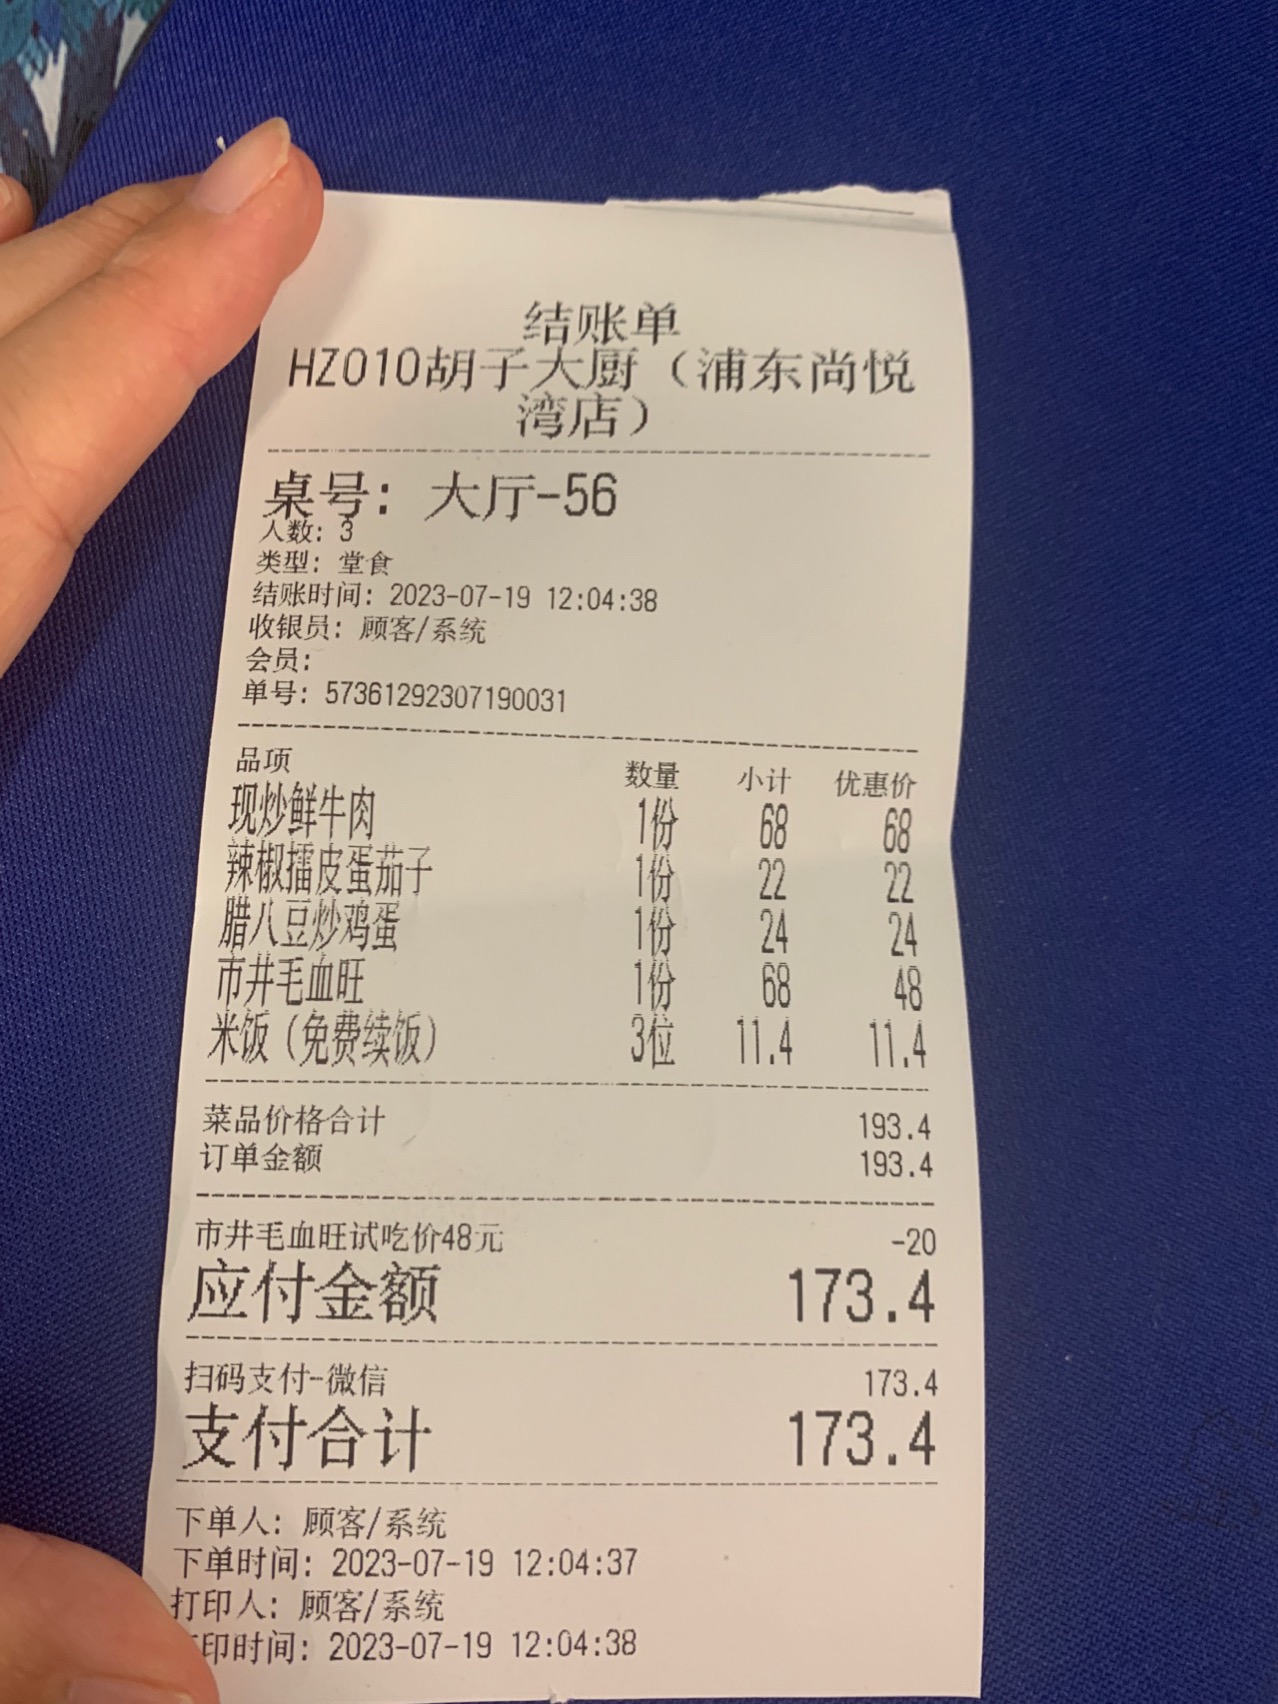 结账单
HZ010胡子大厨（浦东尚悦
湾店）
桌号：大厅-56
人数：3
类型：堂食
结账时间：2023-07-19 12:04:38
收银员：顾客/系统
会员：
单号：57361292307190031
品项 数量 小计 优惠价
现炒鲜牛肉 1份 68 68
辣椒擂皮蛋茄子 1份 22 22
腊八豆炒鸡蛋 1份 24 24
市井毛血旺 1份 68 48
米饭（免费续饭） 3位 11.4 11.4
菜品价格合计 193.4
订单金额 193.4
市井毛血旺试吃价48元 -20
应付金额 173.4
扫码支付-微信 173.4
支付合计 173.4
下单人：顾客/系统
下单时间：2023-07-19 12:04:37
打印人：顾客/系统
印时间：2023-07-19 12:04:38